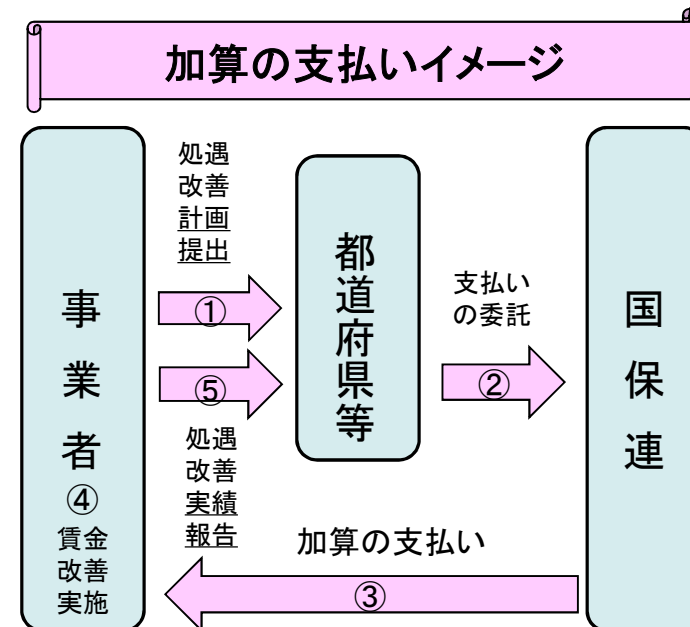 加算の支払いイメージ
事業者
④
賃金
改善
実施
処遇
改善
計画
提出
①
⑤
処遇
改善
実績
報告
都道府県等
支払い
の委託
②
国保連
加算の支払い
③